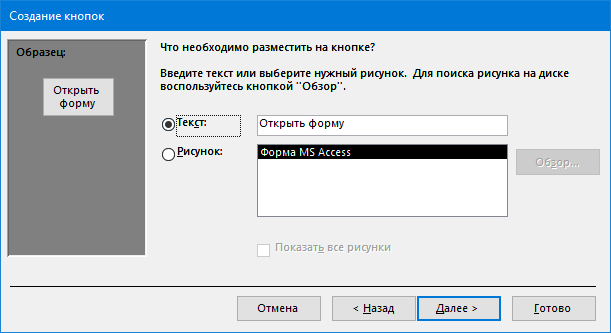 Создание кнопок
Образец:
Открыть
форму
Что необходимо разместить на кнопке?
Введите текст или выберите нужный рисунок. Для поиска рисунка на диске
воспользуйтесь кнопкой "Обзор".
Текст:
Открыть форму
Рисунок:
Форма MS Access
Обзор...
Показать все рисунки
Отмена
< Назад
Далее >
Готово